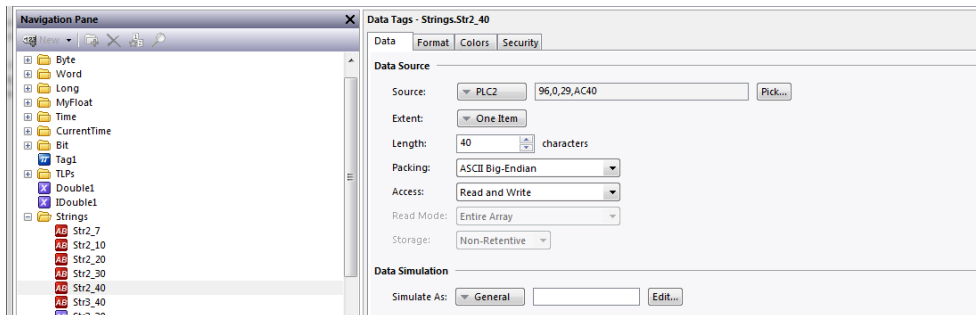 Navigation Pane
New
Byte
Word
Long
MyFloat
Time
CurrentTime
Bit
Tag1
TLPs
Double1
IDouble1
Strings
Str2_7
Str2_10
Str2_20
Str2_30
Str2_40
Str3_40
Data Tags - Strings.Str2_40
Data Format Colors Security
Data Source
Source: PLC2 96,0,29,AC40 Pick...
Extent: One Item
Length: 40 characters
Packing: ASCII Big-Endian
Access: Read and Write
Read Mode: Entire Array
Storage: Non-Retentive
Data Simulation
Simulate As: General Edit...